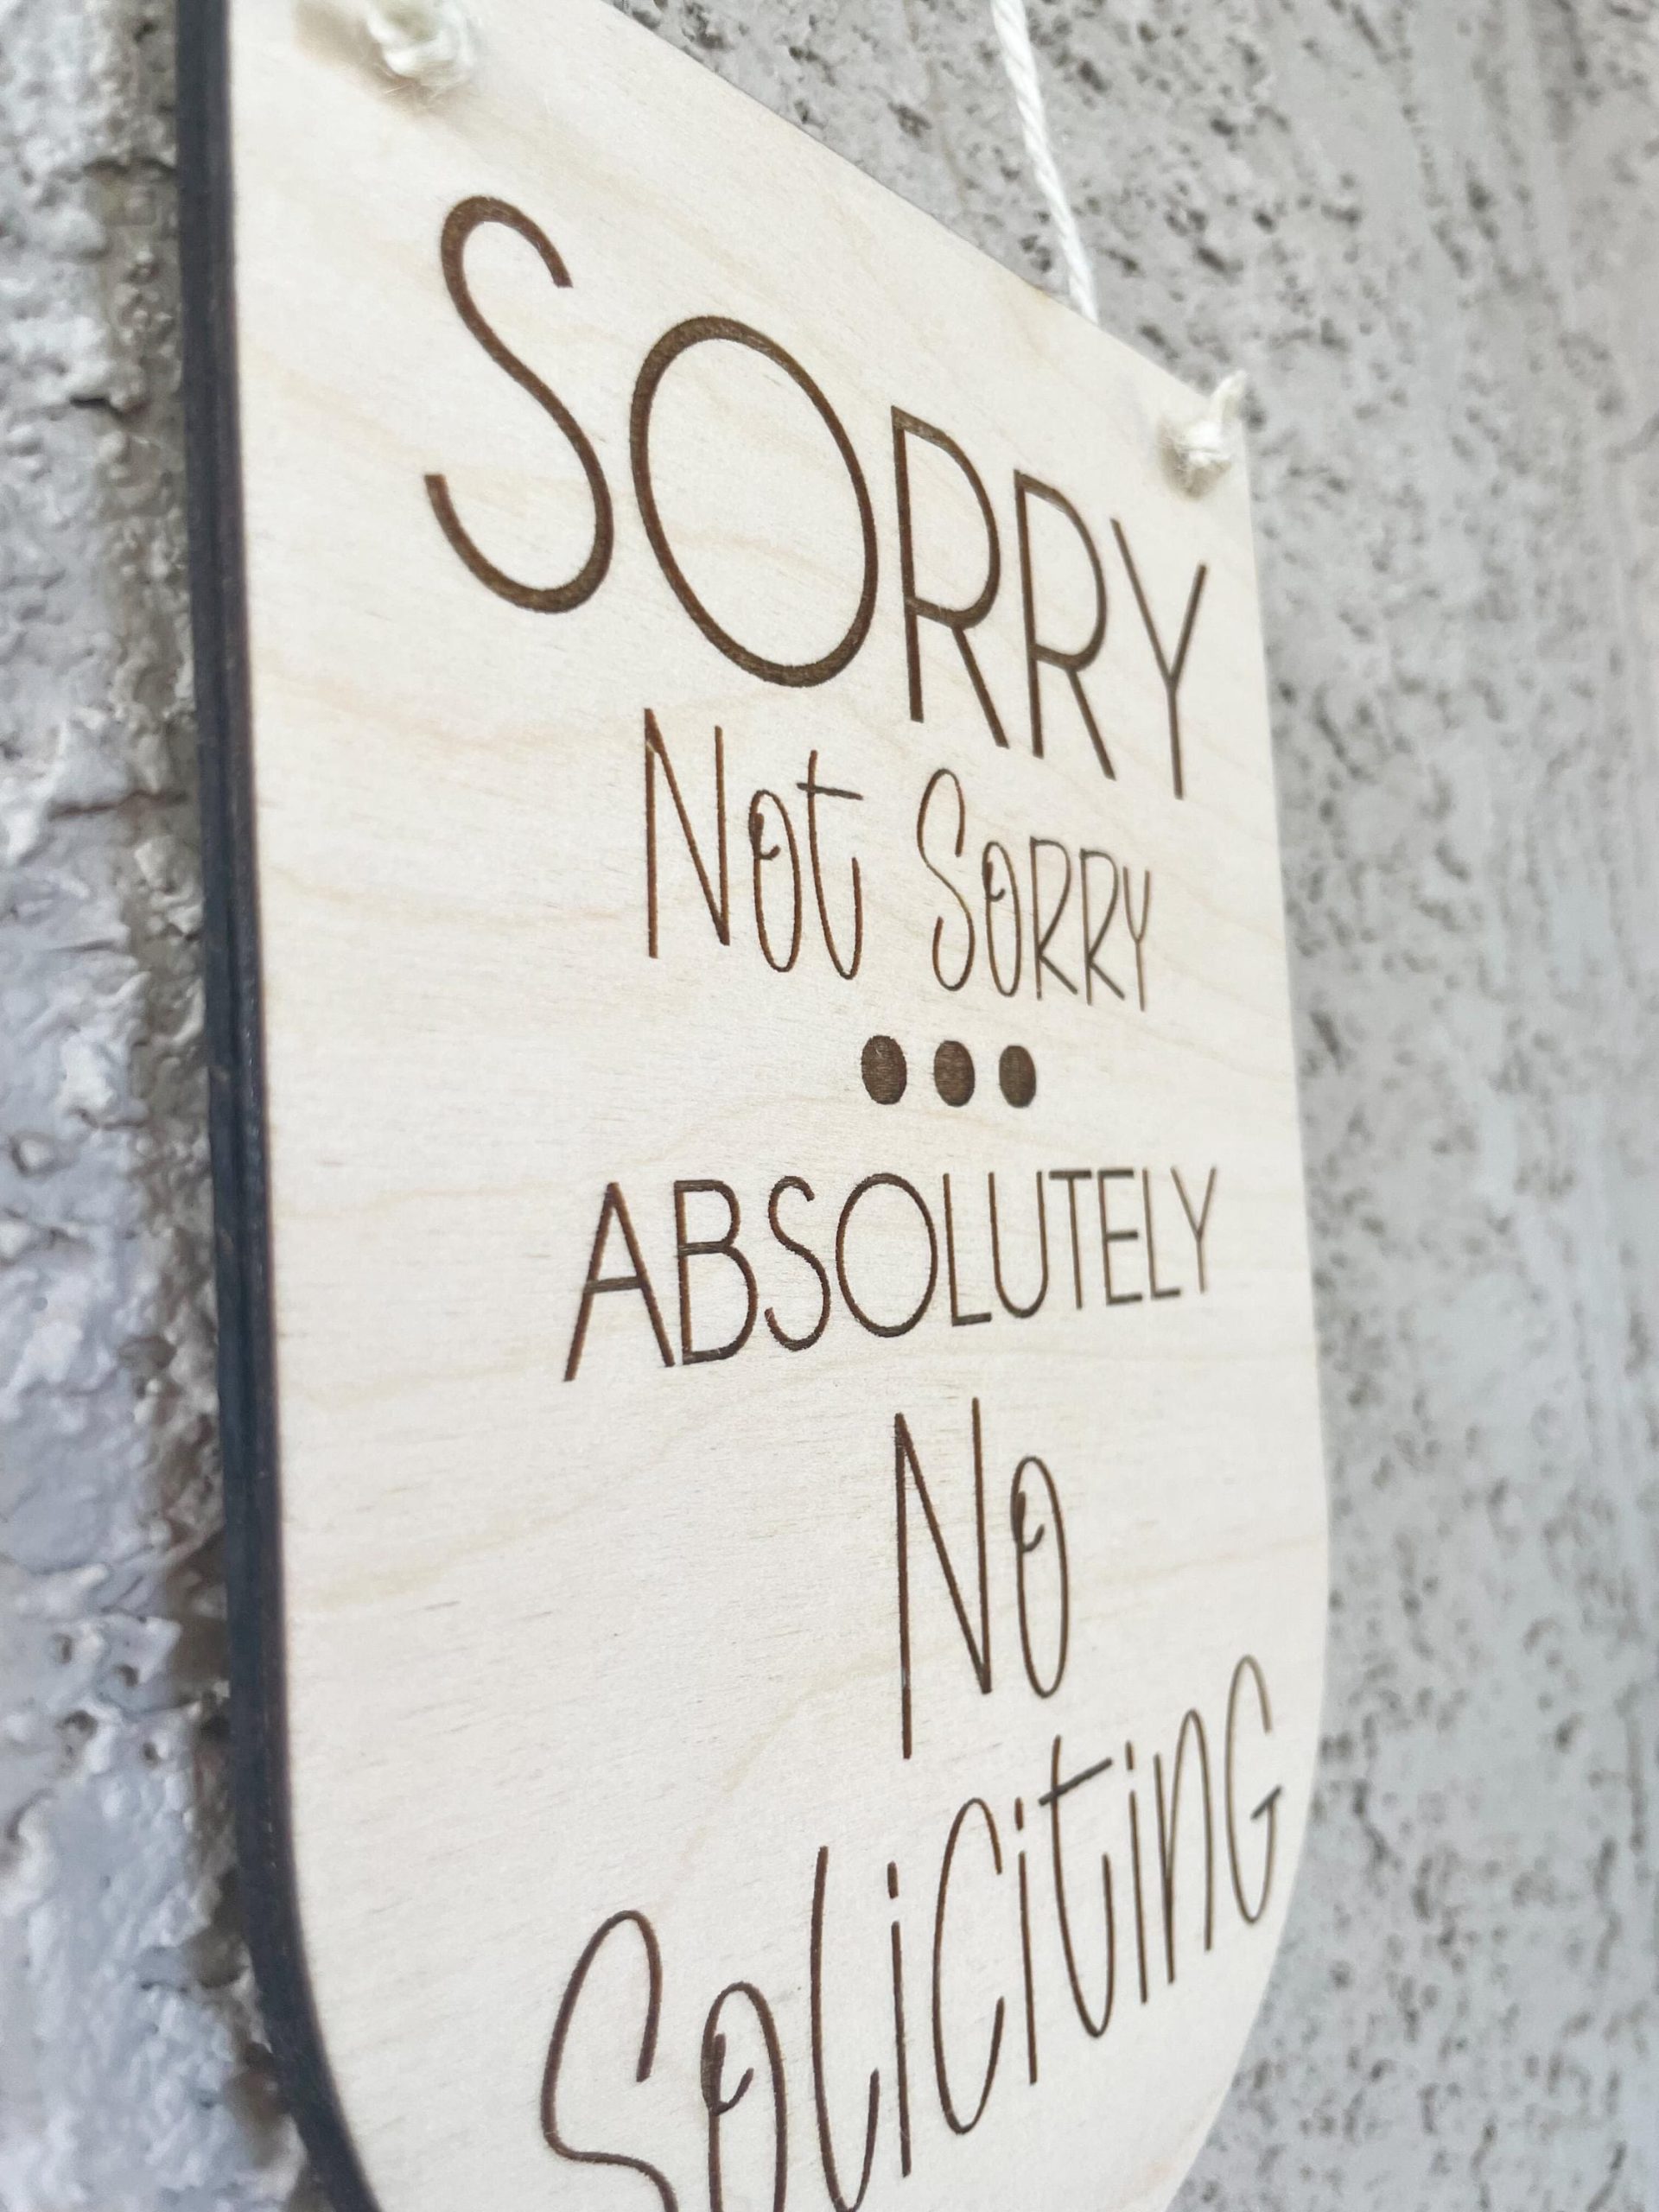 SORRY
Not SORRY
•••
ABSOLUTELY
No
SoliCitinG